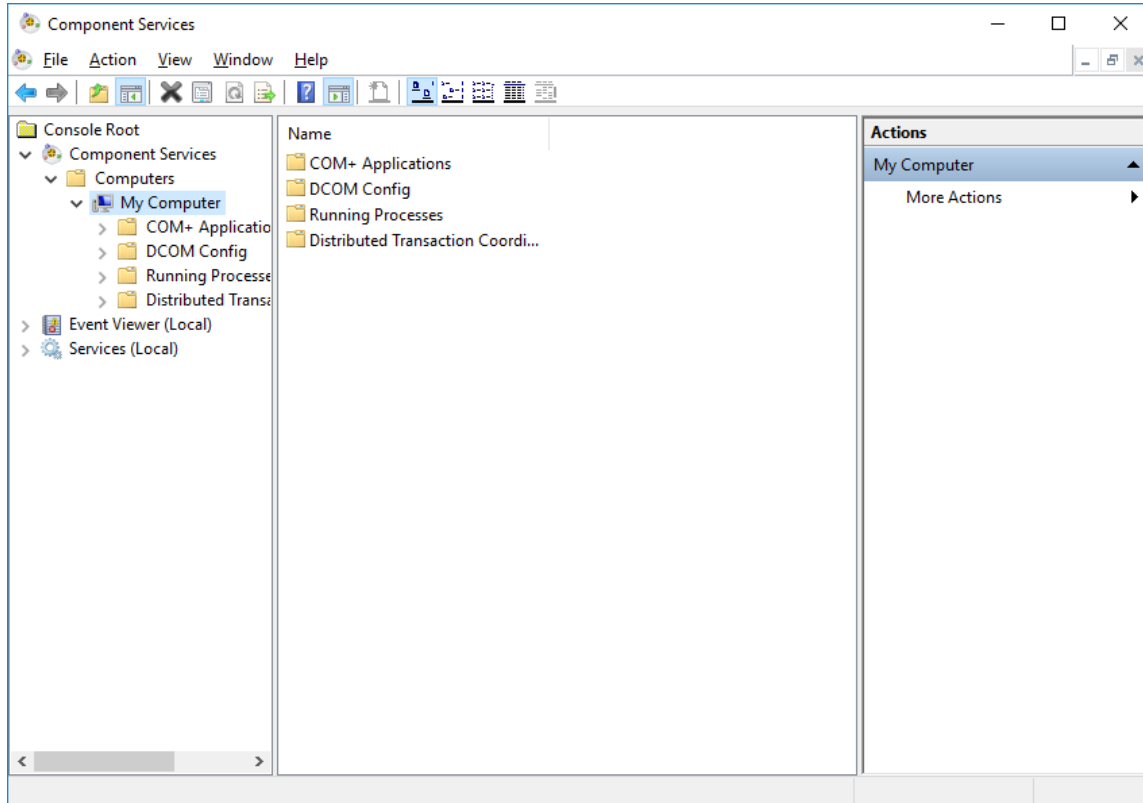 Component Services
File Action View Window Help
Console Root
Component Services
Computers
My Computer
COM+ Applicatio
DCOM Config
Running Processe
Distributed Transa
Event Viewer (Local)
Services (Local)
Name
COM+ Applications
DCOM Config
Running Processes
Distributed Transaction Coordi...
Actions
My Computer
More Actions